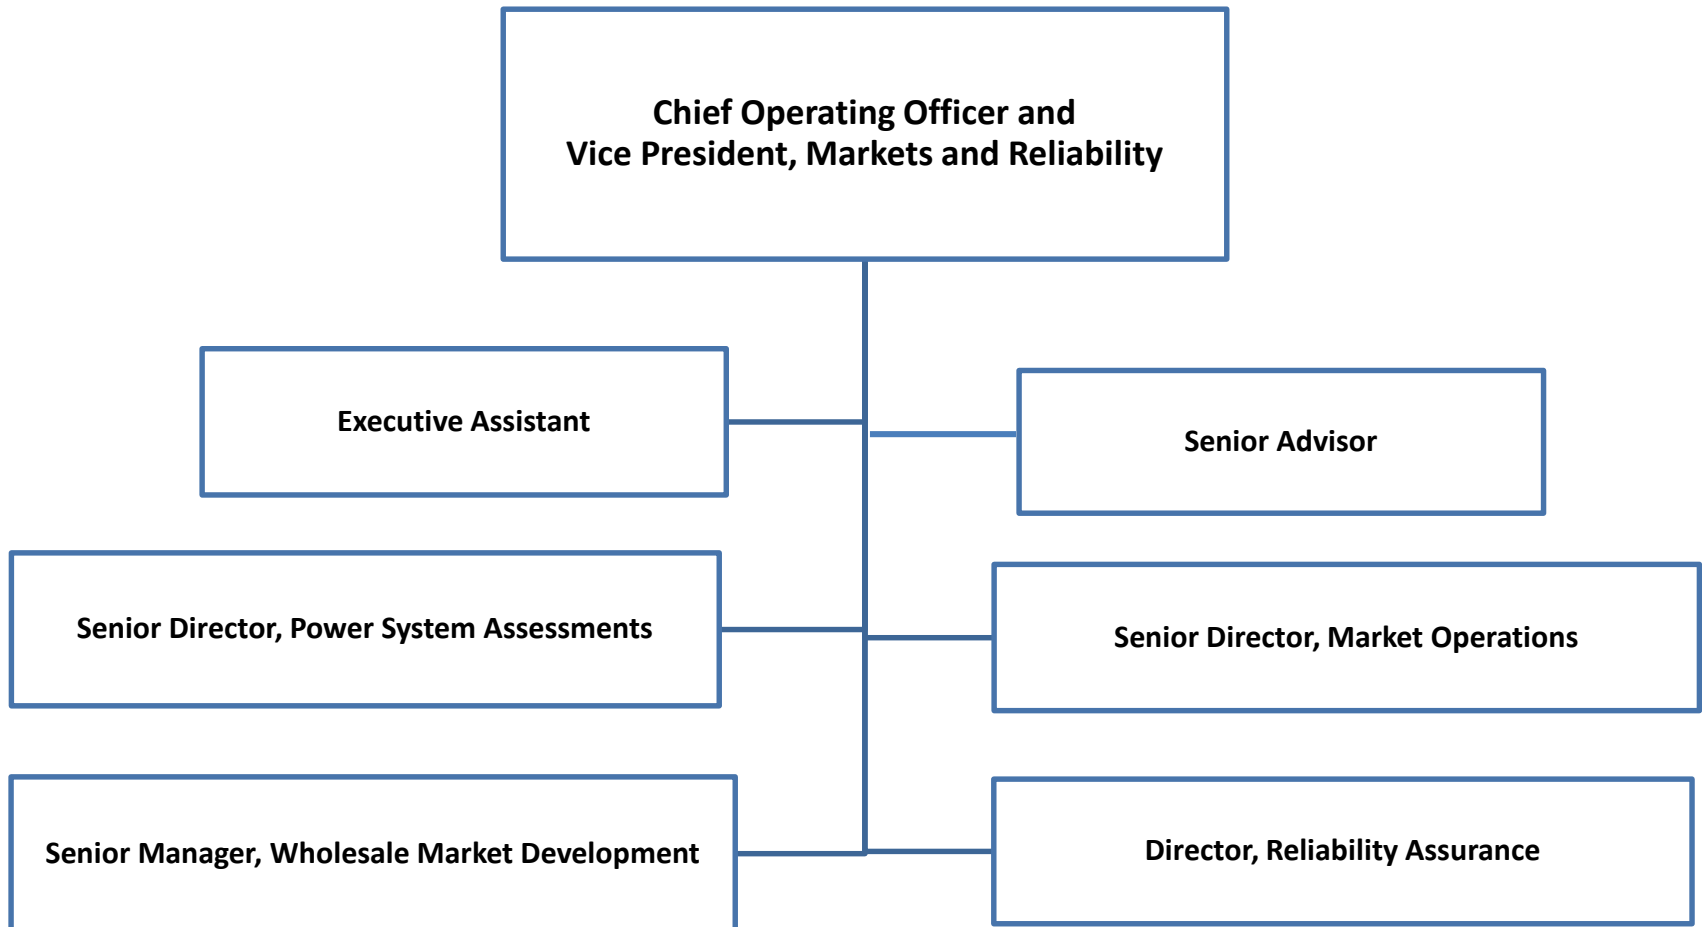 Chief Operating Officer and
Vice President, Markets and Reliability
Executive Assistant
Senior Advisor
Senior Director, Power System Assessments
Senior Director, Market Operations
Senior Manager, Wholesale Market Development
Director, Reliability Assurance